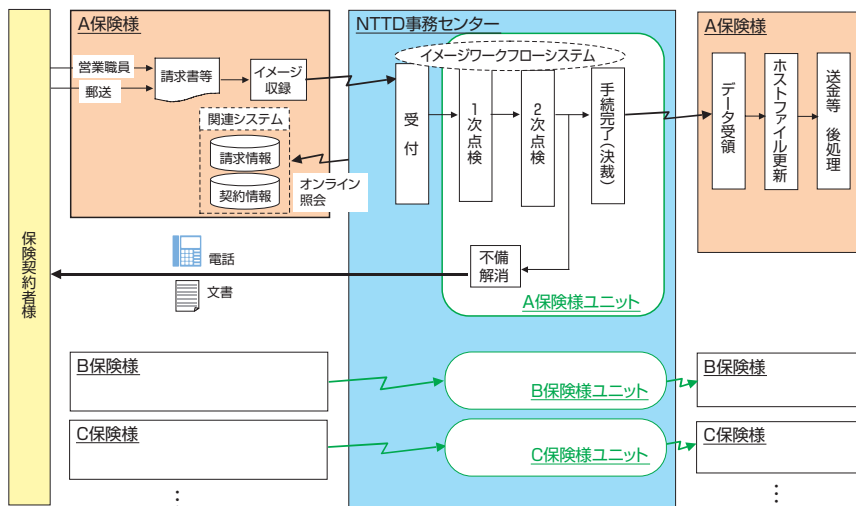 保険契約者様
A保険様
営業職員
郵送
請求書等
イメージ
収録
関連システム
請求情報
契約情報
オンライン
照会
電話
文書
NTTD事務センター
イメージワークフローシステム
受付
1次点検
2次点検
手続完了(決裁)
不備
解消
A保険様ユニット
A保険様
データ受領
ホストファイル更新
送金等 後処理
B保険様
B保険様ユニット
B保険様
C保険様
C保険様ユニット
C保険様
⋮
⋮